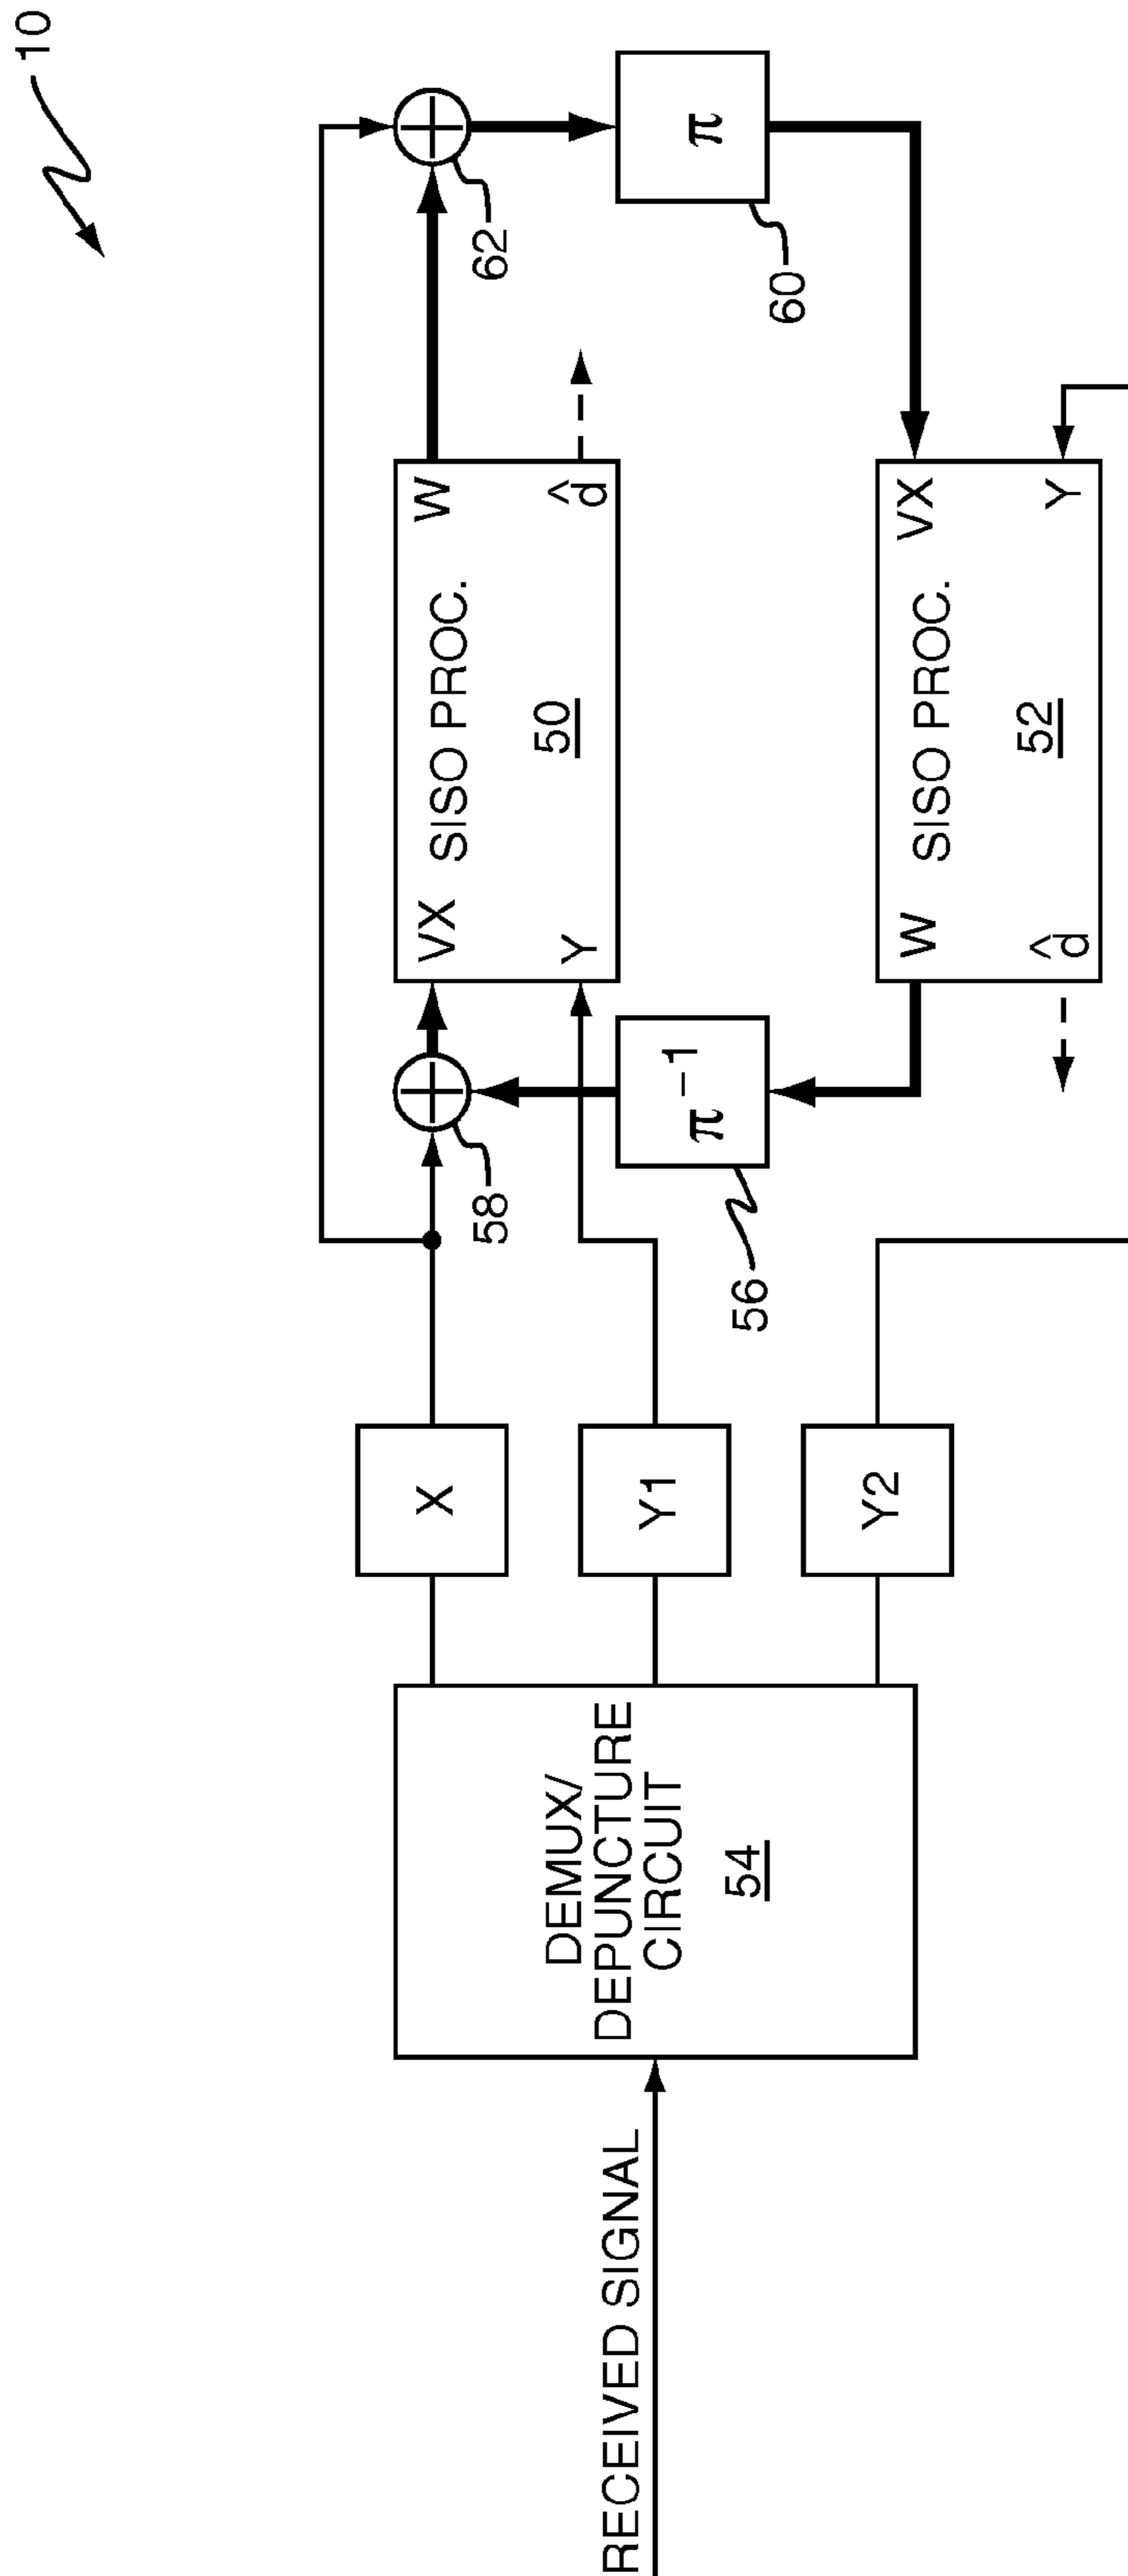 10
RECEIVED SIGNAL
DEMUX/
DEPUNCTURE
CIRCUIT
54
X
Y1
Y2
58
56
π⁻¹
VX
SISO PROC.
W
Y
50
d̂
W
SISO PROC.
VX
d̂
52
Y
62
π
60